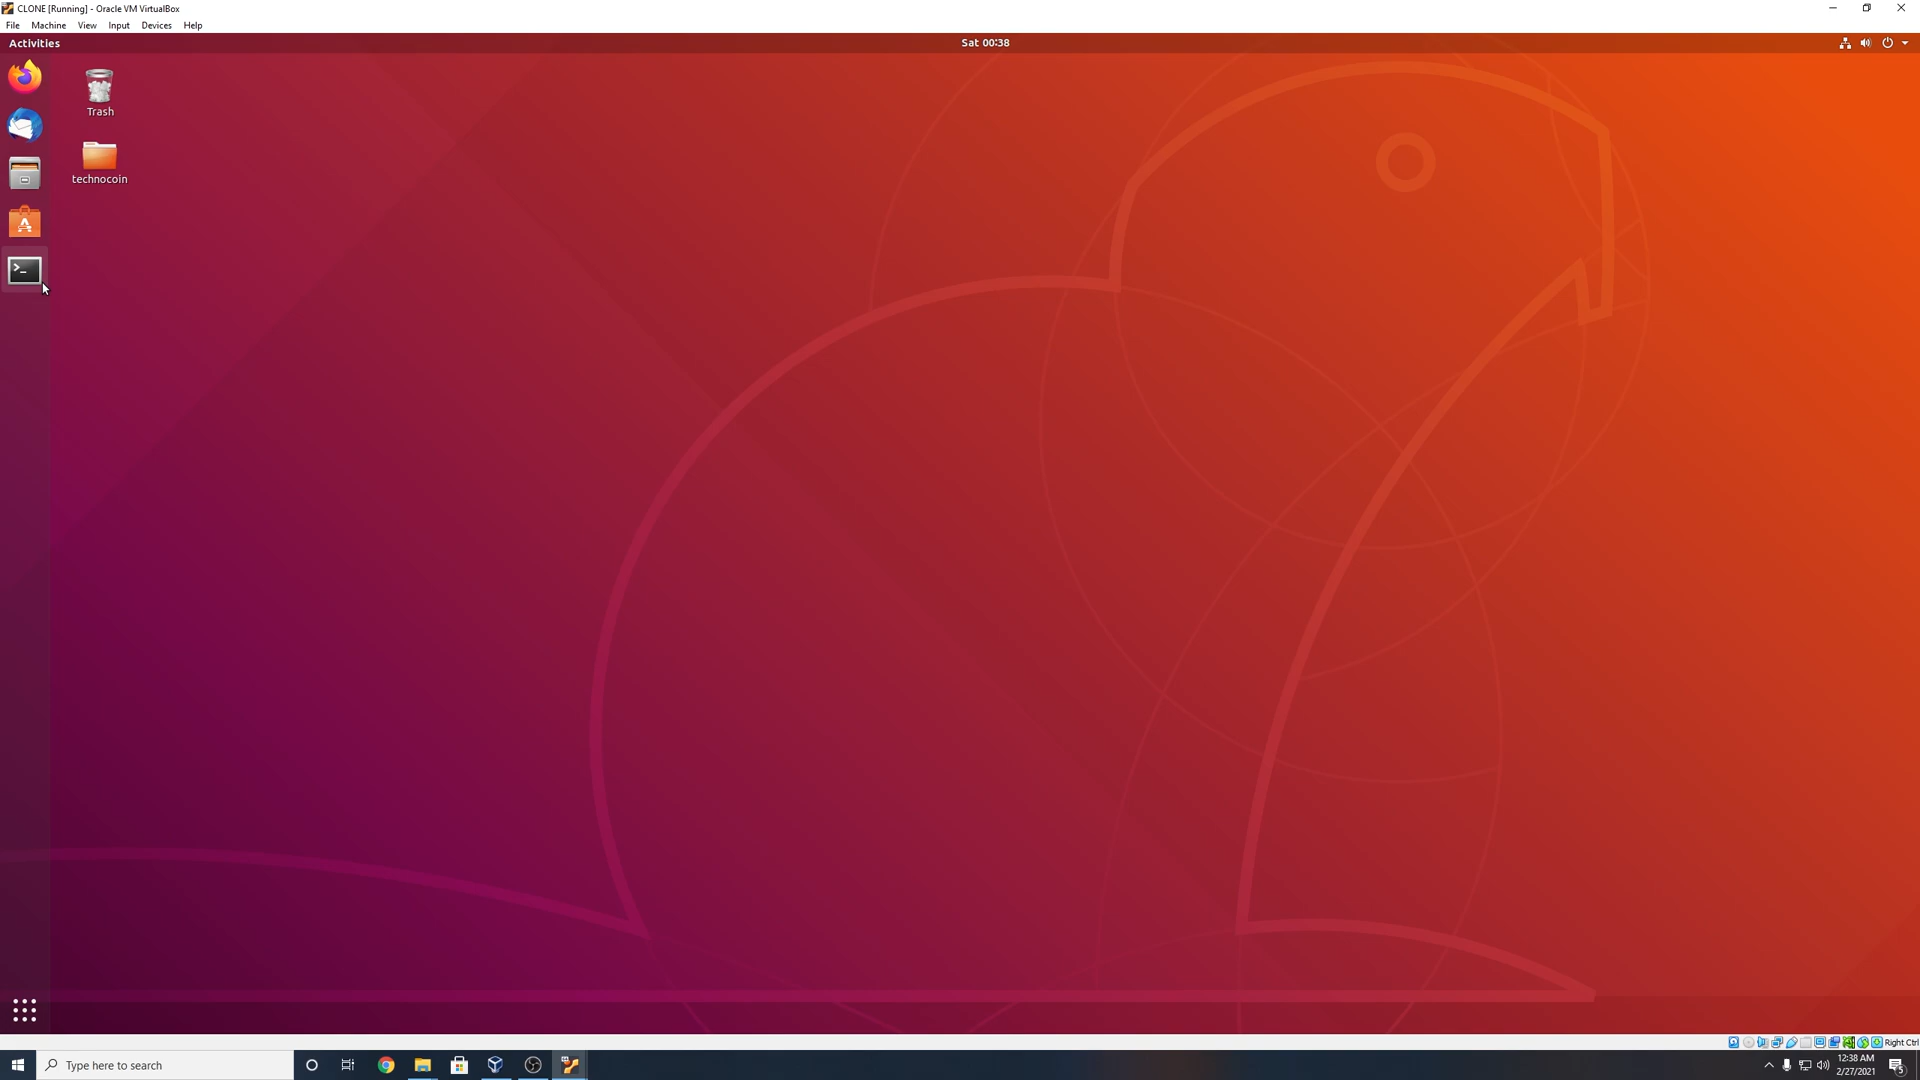 CLONE [Running] - Oracle VM VirtualBox
File Machine View Input Devices Help
Activities
Sat 00:38
Trash
technocoin
Right Ctrl
Type here to search
12:38 AM
2/27/2021
5